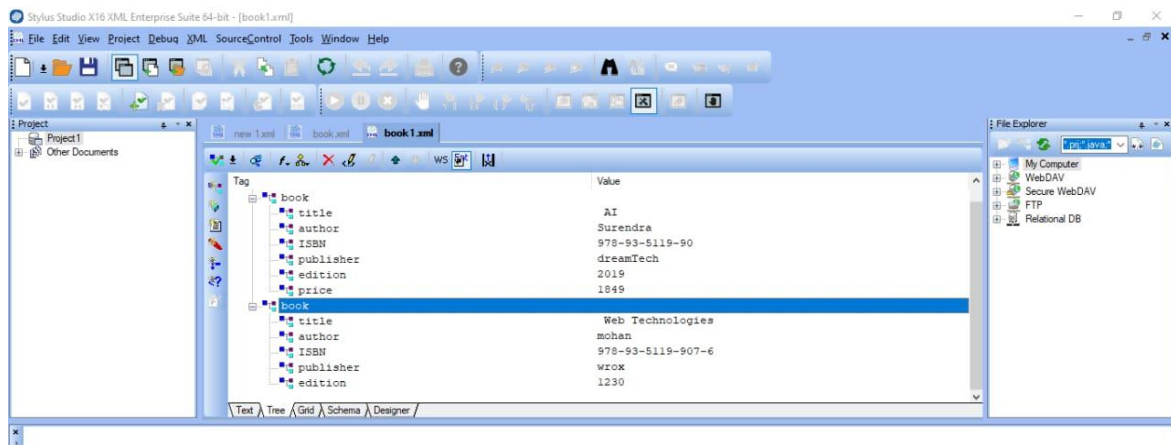 Stylus Studio X16 XML Enterprise Suite 64-bit - [book1.xml]
File Edit View Project Debug XML SourceControl Tools Window Help
Project
Project1
Other Documents
new 1.xml book.xml book1.xml
WS
Tag Value
book
title AI
author Surendra
ISBN 978-93-5119-90
publisher dreamTech
edition 2019
price 1849
book
title Web Technologies
author mohan
ISBN 978-93-5119-907-6
publisher wrox
edition 1230
Text Tree Grid Schema Designer
File Explorer
*.prj;*.java;*
My Computer
WebDAV
Secure WebDAV
FTP
Relational DB